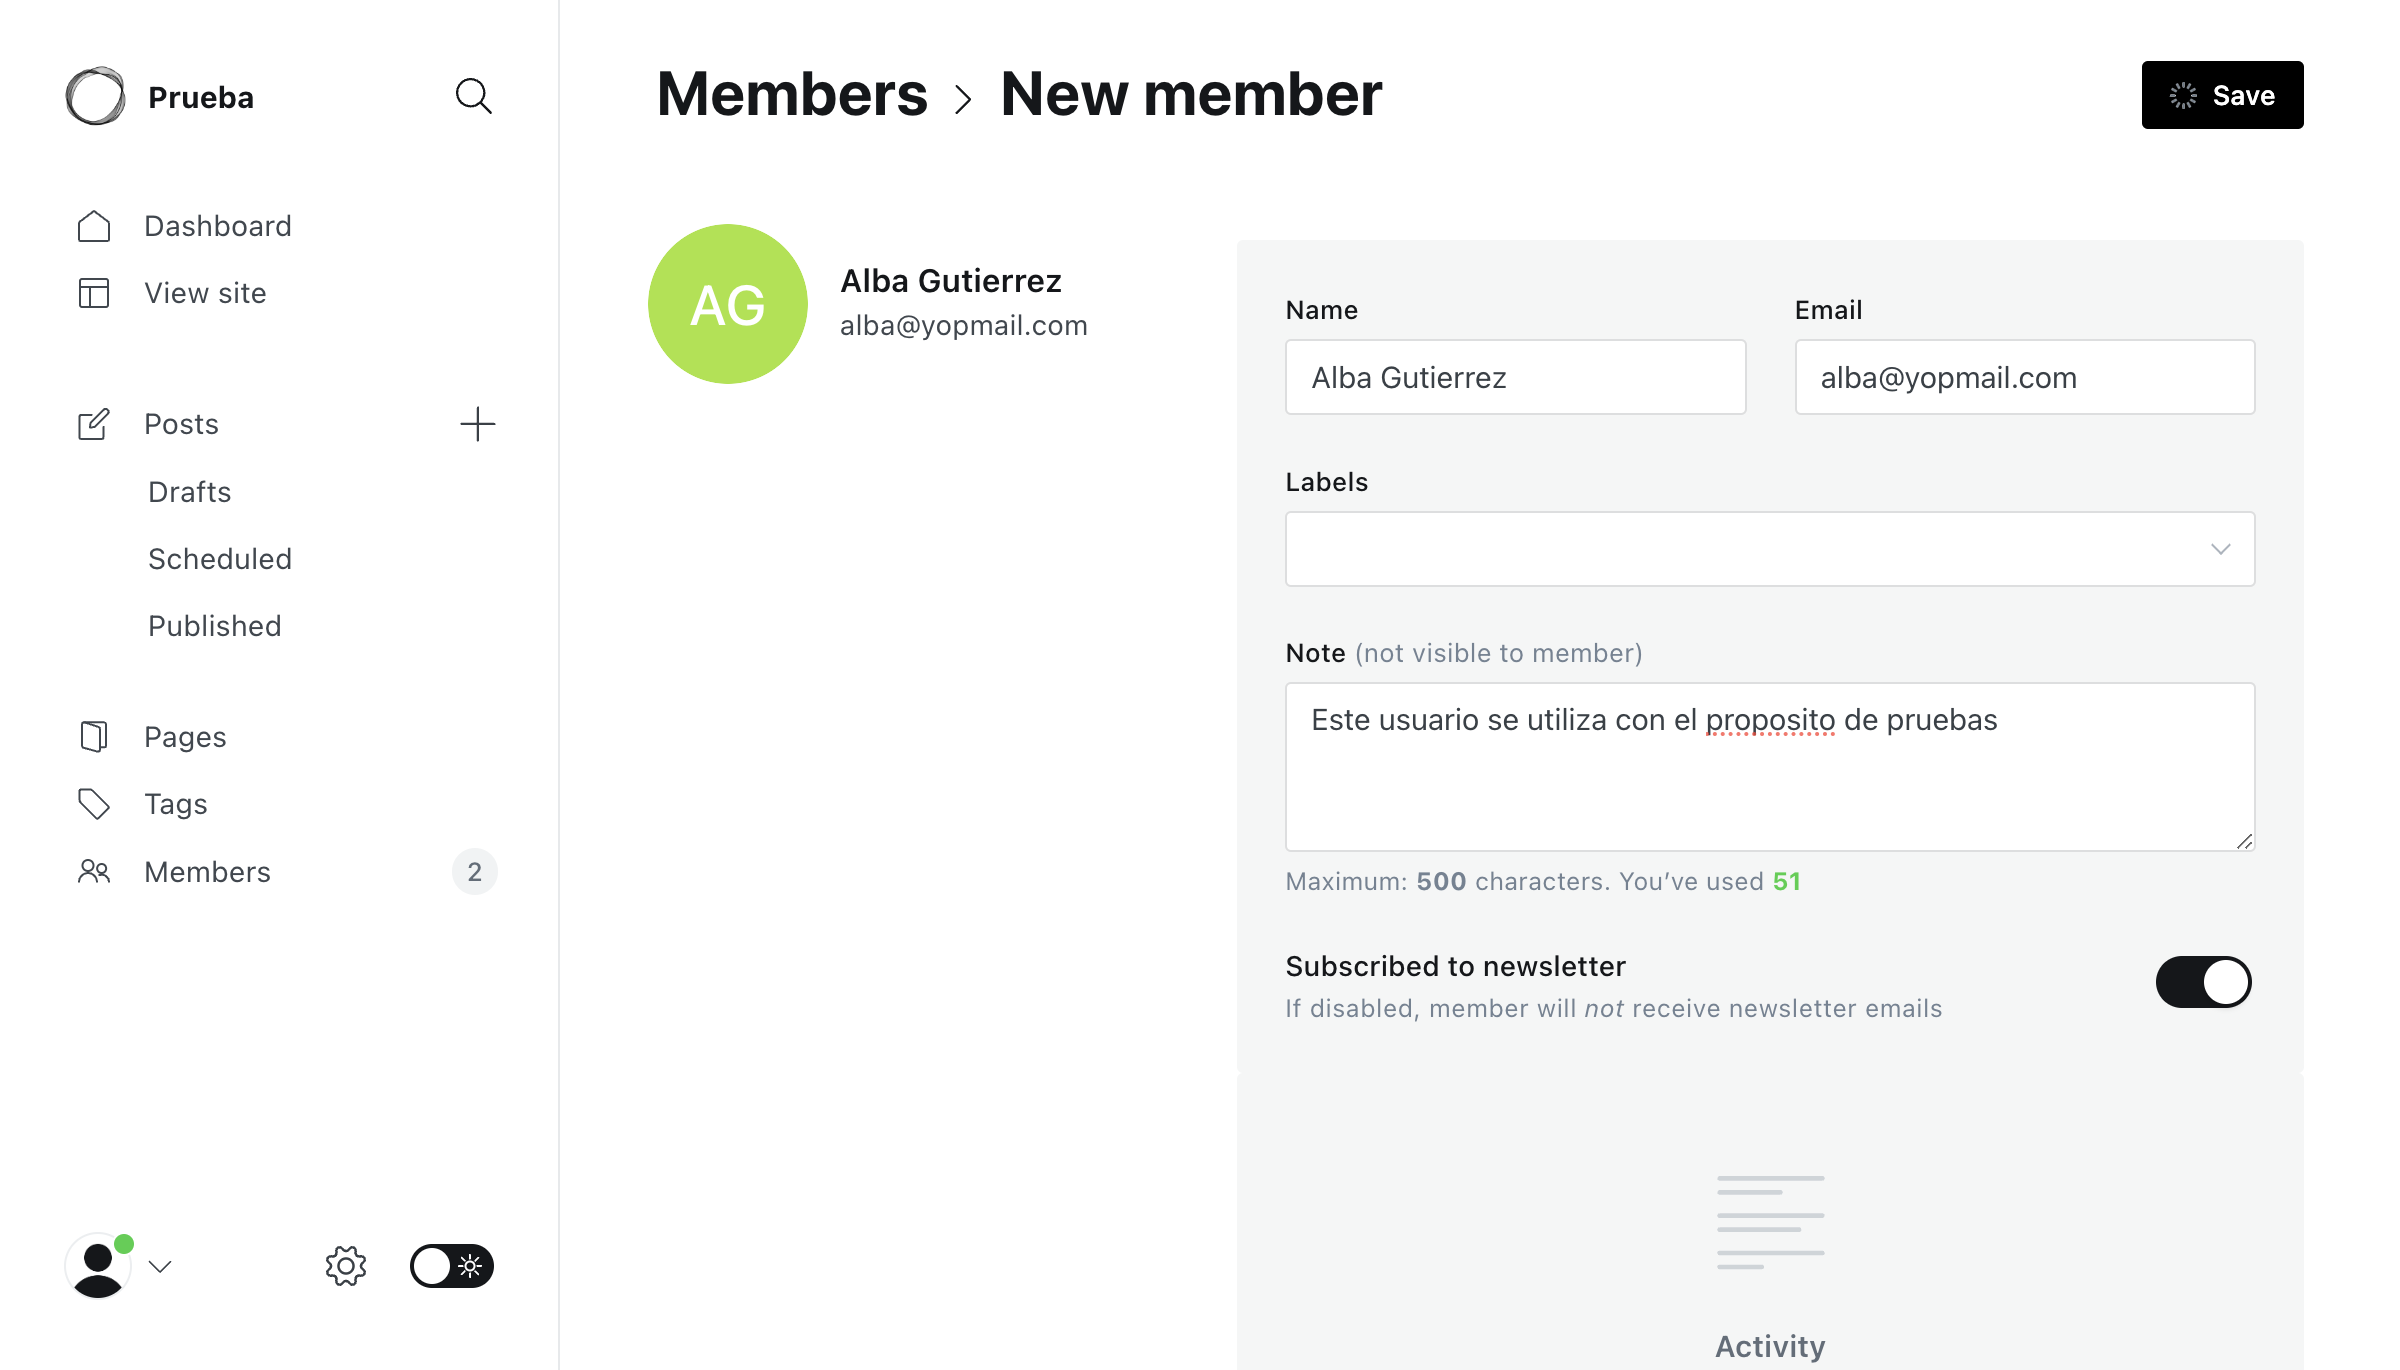 Prueba
Dashboard
View site
Posts
Drafts
Scheduled
Published
Pages
Tags
Members
2
Members > New member
Save
AG
Alba Gutierrez
alba@yopmail.com
Name
Email
Alba Gutierrez
alba@yopmail.com
Labels
Note (not visible to member)
Este usuario se utiliza con el proposito de pruebas
Maximum: 500 characters. You’ve used 51
Subscribed to newsletter
If disabled, member will not receive newsletter emails
Activity